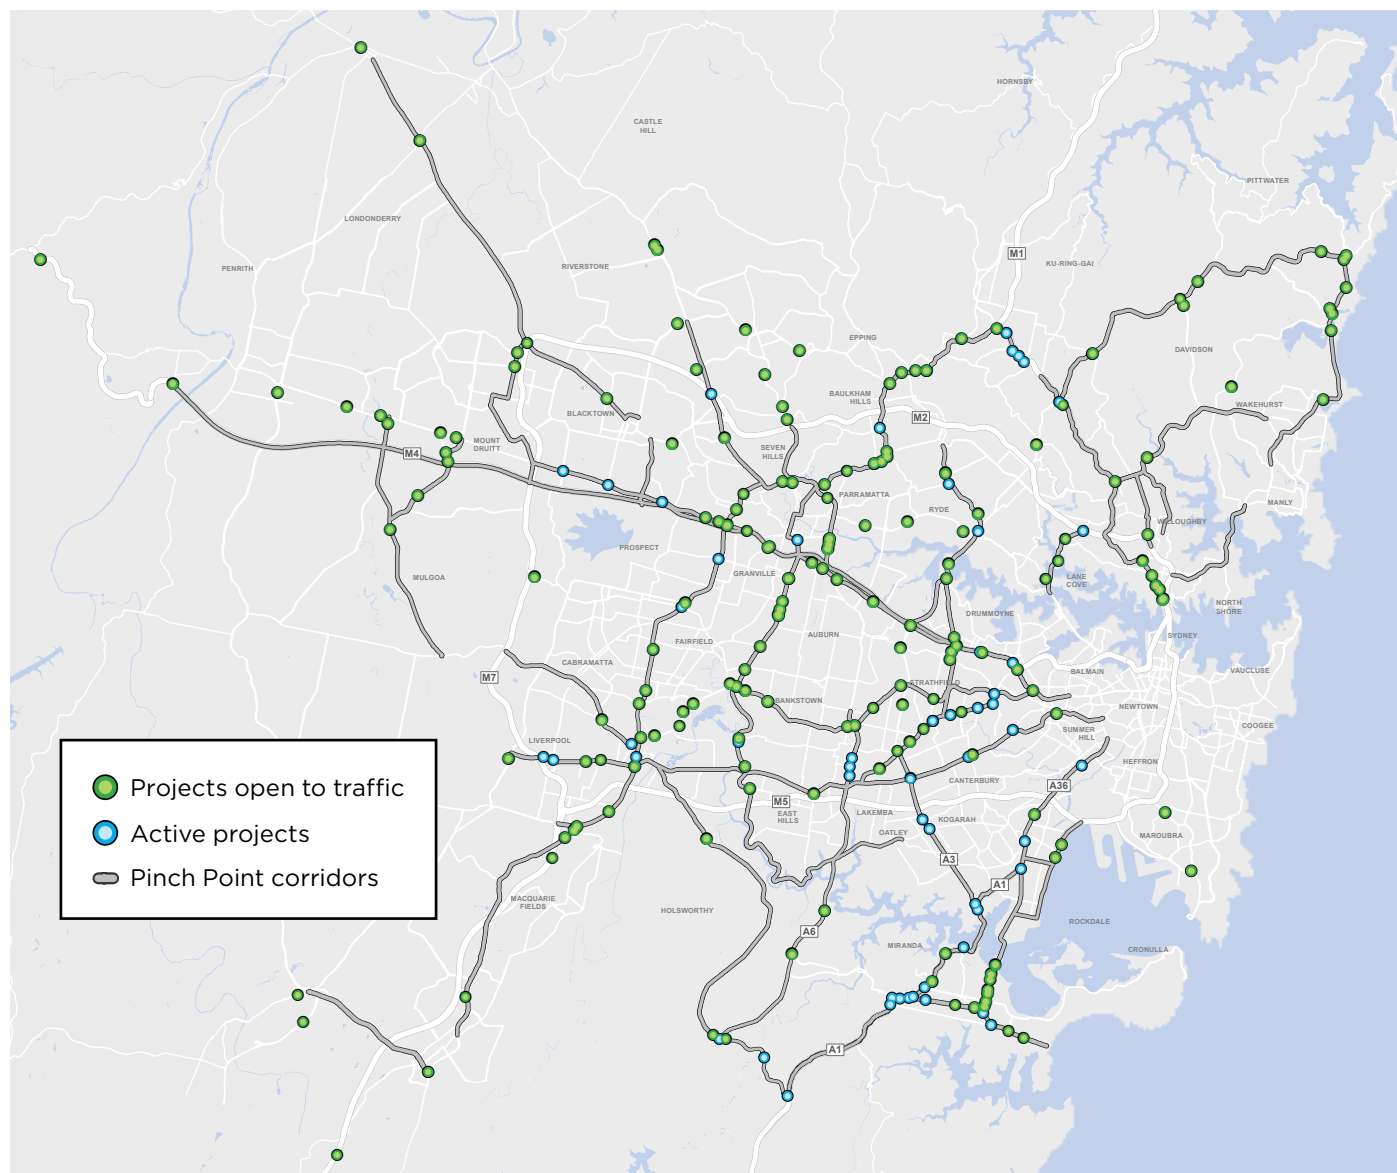 HORNSBY
CASTLE
HILL
PITTWATER
LONDONDERRY
M1
KU-RING-GAI
PENRITH
RIVERSTONE
EPPING
DAVIDSON
BAULKHAM
HILLS
WAKEHURST
BLACKTOWN
M2
MOUNT
DRUITT
M4
SEVEN
HILLS
PARRAMATTA
MANLY
RYDE
WILLOUGHBY
PROSPECT
GRANVILLE
MULGOA
LANE
COVE
NORTH
SHORE
DRUMMOYNE
AUBURN
SYDNEY
FAIRFIELD
CABRAMATTA
BALMAIN
VAUCLUSE
M7
STRATHFIELD
BANKSTOWN
NEWTOWN
COOGEE
SUMMER
HILL
LIVERPOOL
HEFFRON
CANTERBURY
A36
Projects open to traffic
M5
EAST
HILLS
LAKEMBA
KOGARAH
OATLEY
MAROUBRA
Active projects
A3
Pinch Point corridors
A1
MACQUARIE
FIELDS
HOLSWORTHY
ROCKDALE
A6
MIRANDA
CRONULLA
A1